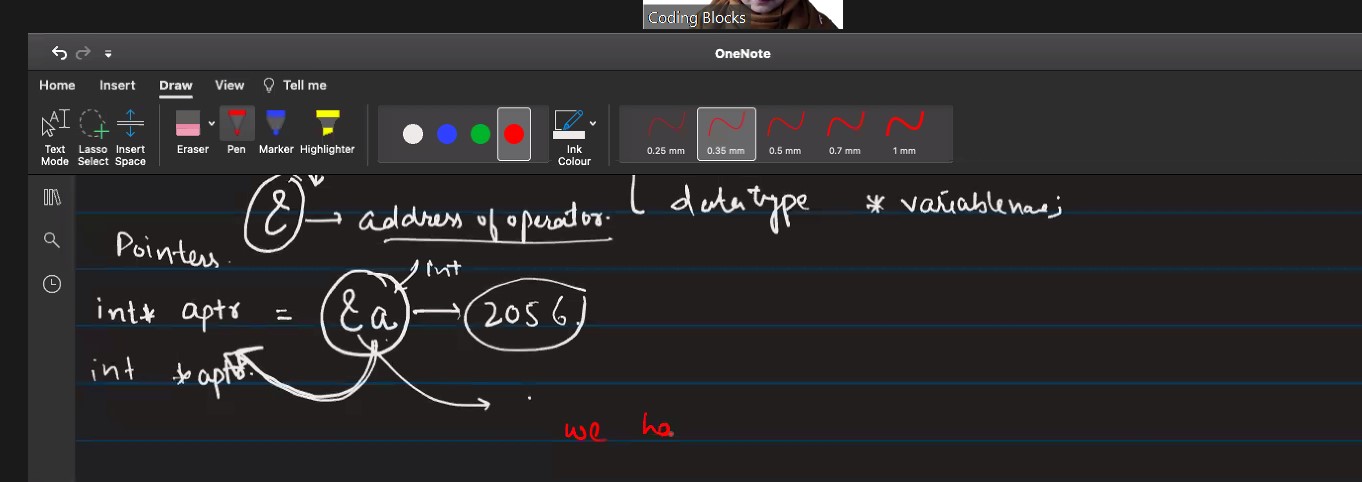 Coding Blocks
OneNote
Home Insert Draw View Tell me
Text Mode Lasso Select Insert Space Eraser Pen Marker Highlighter Ink Colour 0.25 mm 0.35 mm 0.5 mm 0.7 mm 1 mm
& → address of operator. datatype * variablename;
Pointers.
int
int* aptr = &a → 2056
int *aptr.
we ha